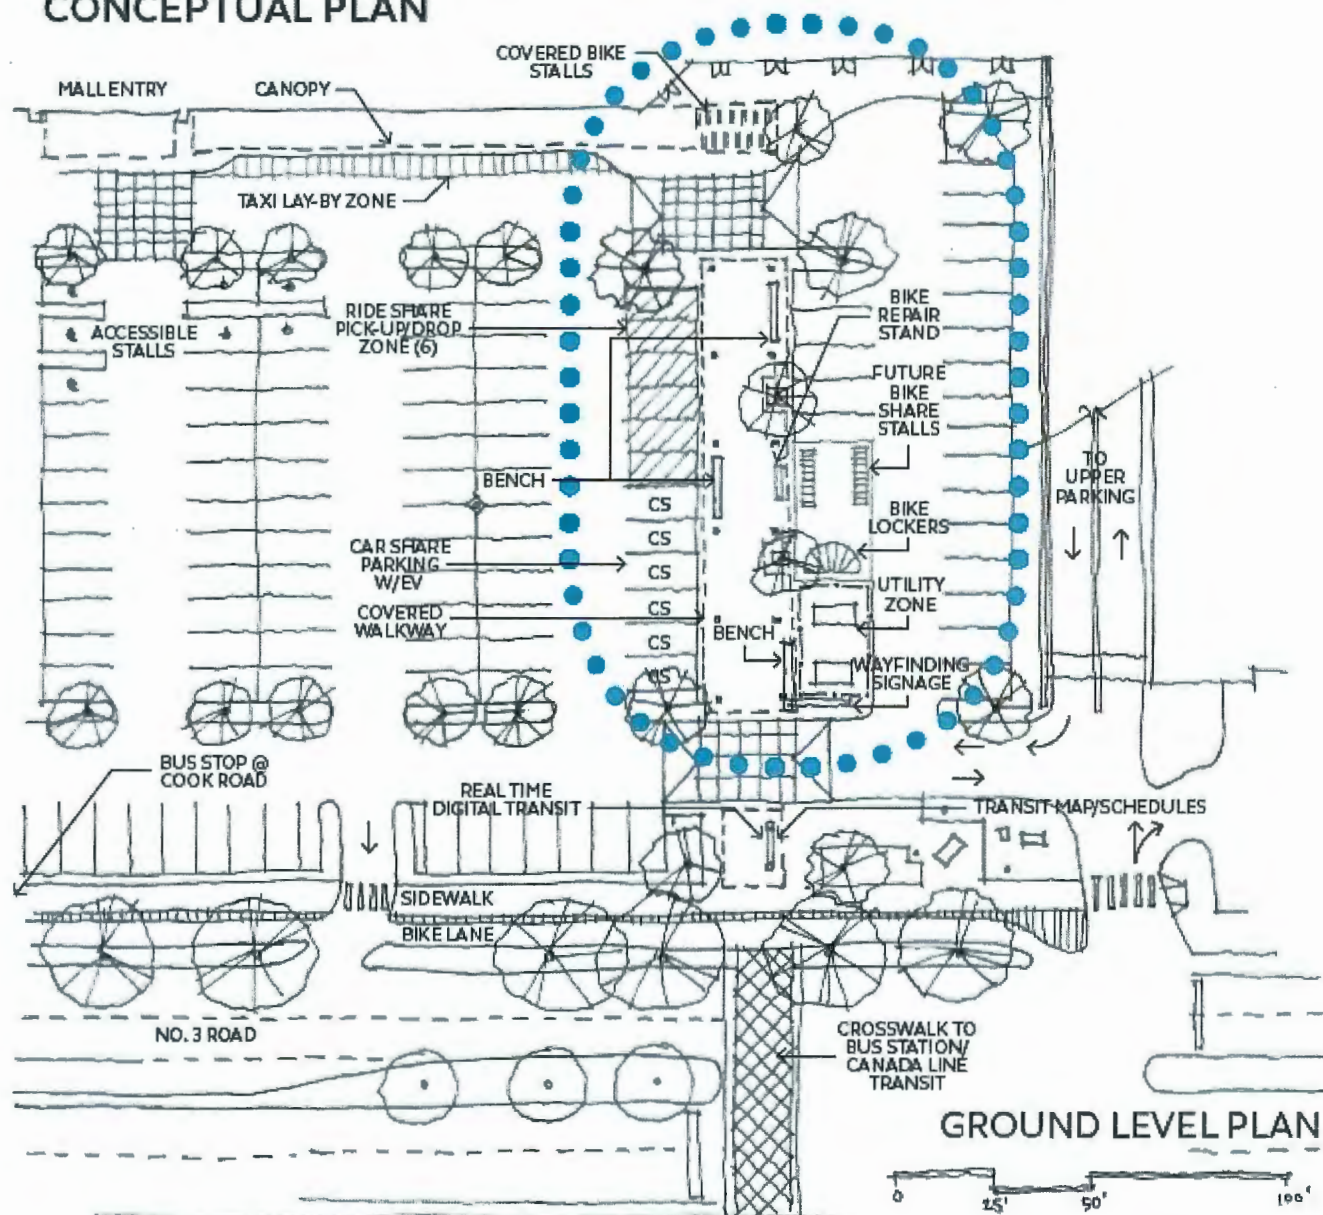 CONCEPTUAL PLAN
COVERED BIKE
STALLS
MALL ENTRY
CANOPY
TAXI LAY-BY ZONE
RIDE SHARE
PICK-UP/DROP
ZONE (6)
ACCESSIBLE
STALLS
BIKE
REPAIR
STAND
FUTURE
BIKE
SHARE
STALLS
BENCH
TO
UPPER
PARKING
CS
CS
CS
CS
CS
CS
BIKE
LOCKERS
CAR SHARE
PARKING
W/EV
UTILITY
ZONE
COVERED
WALKWAY
BENCH
WAYFINDING
SIGNAGE
BUS STOP @
COOK ROAD
REAL TIME
DIGITAL TRANSIT
TRANSIT MAP/SCHEDULES
SIDEWALK
BIKE LANE
NO. 3 ROAD
CROSSWALK TO
BUS STATION/
CANADA LINE
TRANSIT
GROUND LEVEL PLAN
0 25' 50' 100'